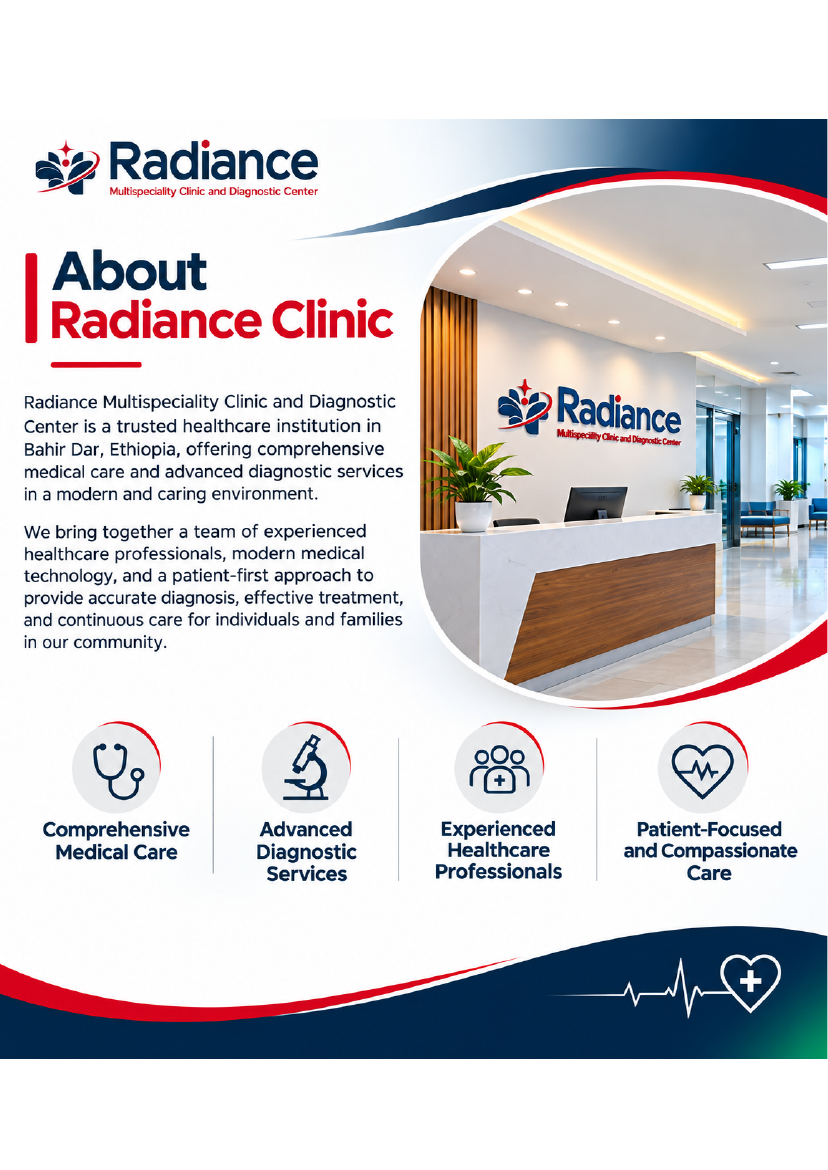 Radiance
Multispeciality Clinic and Diagnostic Center
About
Radiance Clinic
Radiance Multispeciality Clinic and Diagnostic
Center is a trusted healthcare institution in
Bahir Dar, Ethiopia, offering comprehensive
medical care and advanced diagnostic services
in a modern and caring environment.
We bring together a team of experienced
healthcare professionals, modern medical
technology, and a patient-first approach to
provide accurate diagnosis, effective treatment,
and continuous care for individuals and families
in our community.
Radiance
Multispeciality Clinic and Diagnostic Center
Comprehensive
Medical Care
Advanced
Diagnostic
Services
Experienced
Healthcare
Professionals
Patient-Focused
and Compassionate
Care